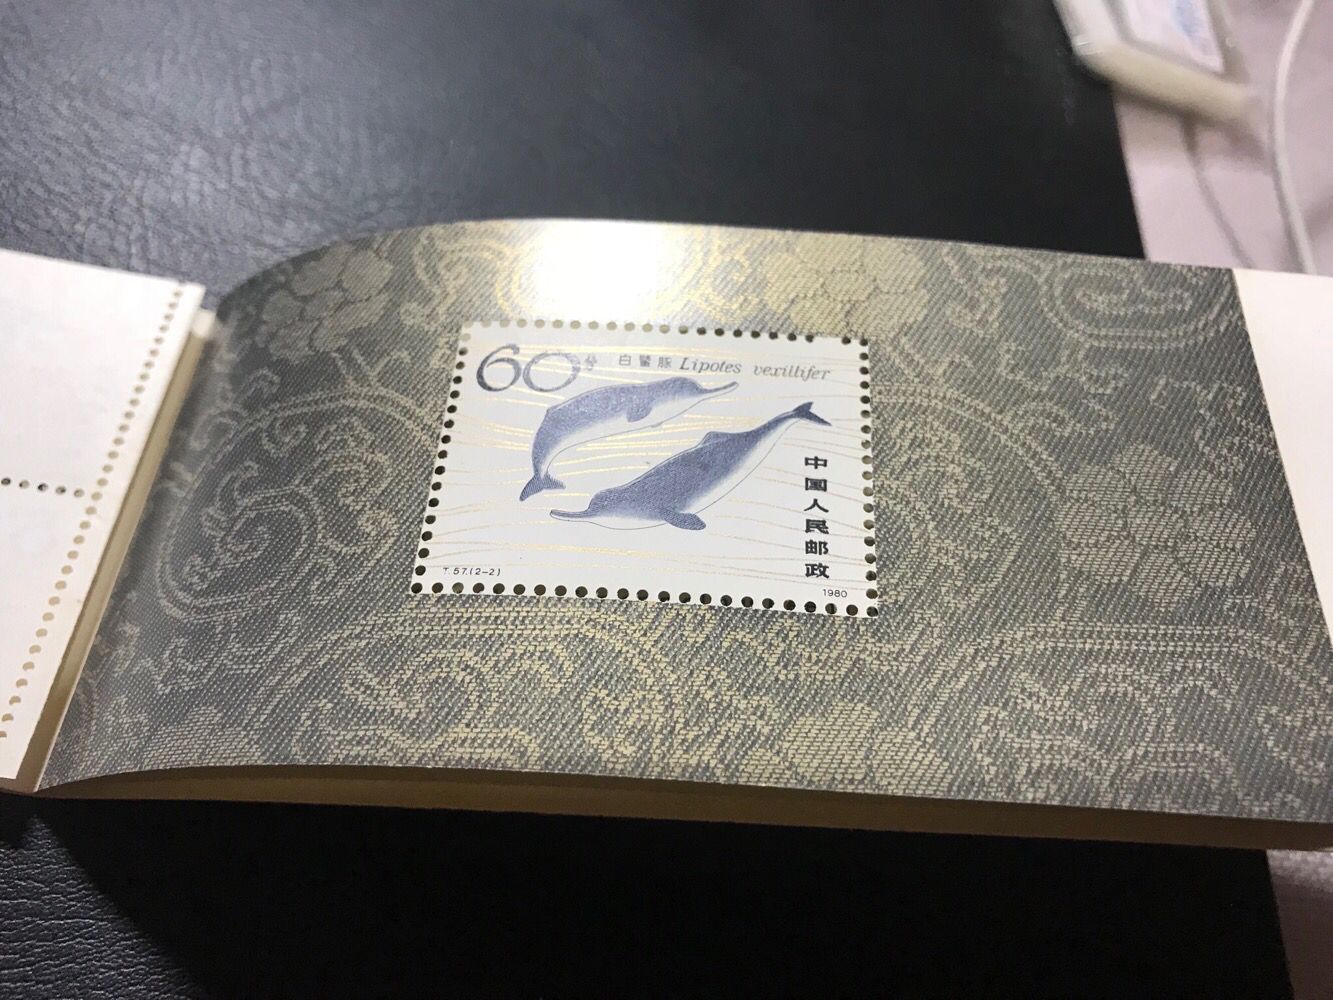 60分 白鱀豚 Lipotes vexillifer
中国人民邮政
T.57.(2-2)
1980